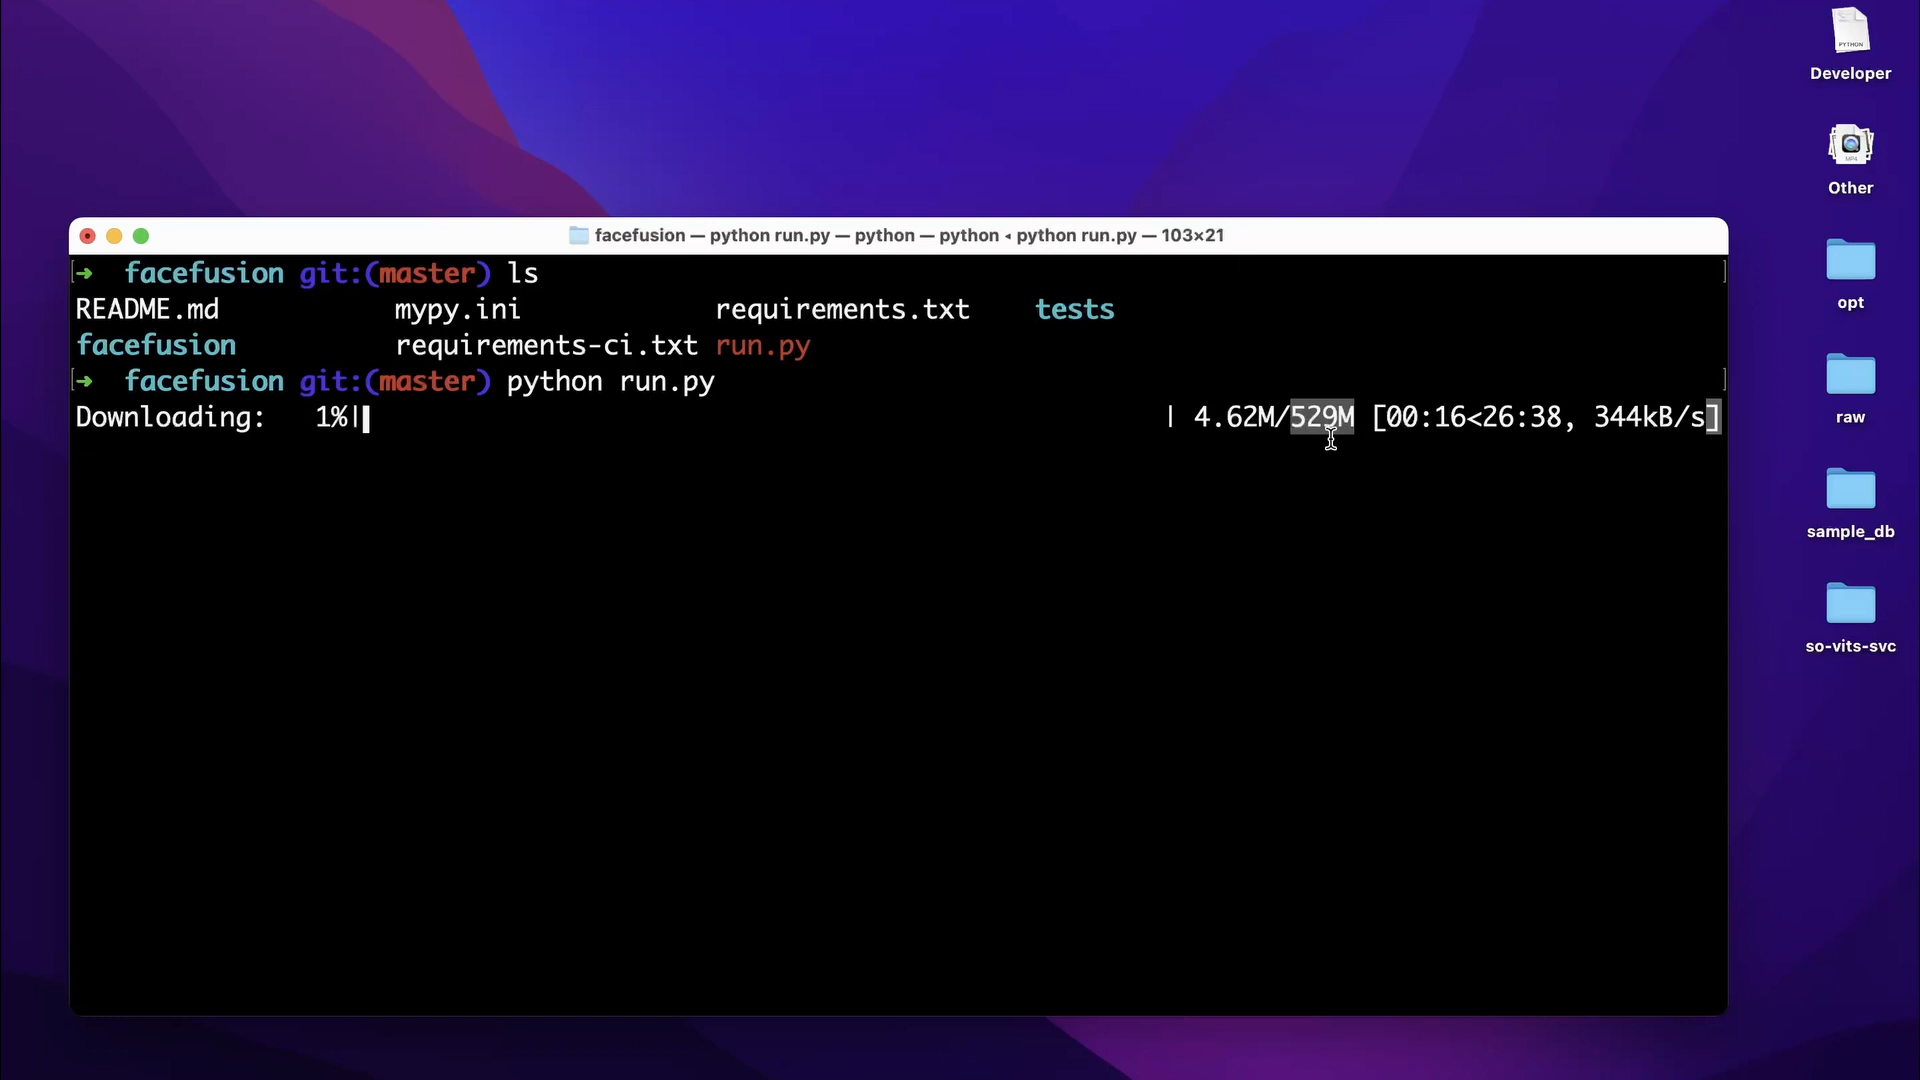 PYTHON
Developer
MP4
Other
opt
raw
sample_db
so-vits-svc
facefusion — python run.py — python — python ◂ python run.py — 103×21
[➜ facefusion git:(master) ls ]
README.md mypy.ini requirements.txt tests
facefusion requirements-ci.txt run.py
[➜ facefusion git:(master) python run.py ]
Downloading: 1%| | 4.62M/529M [00:16<26:38, 344kB/s]